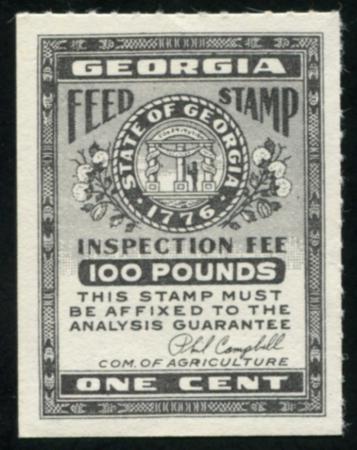 GEORGIA
FEED STAMP
STATE OF GEORGIA
1776
INSPECTION FEE
100 POUNDS
THIS STAMP MUST
BE AFFIXED TO THE
ANALYSIS GUARANTEE
Phil Campbell
COM. OF AGRICULTURE
ONE CENT